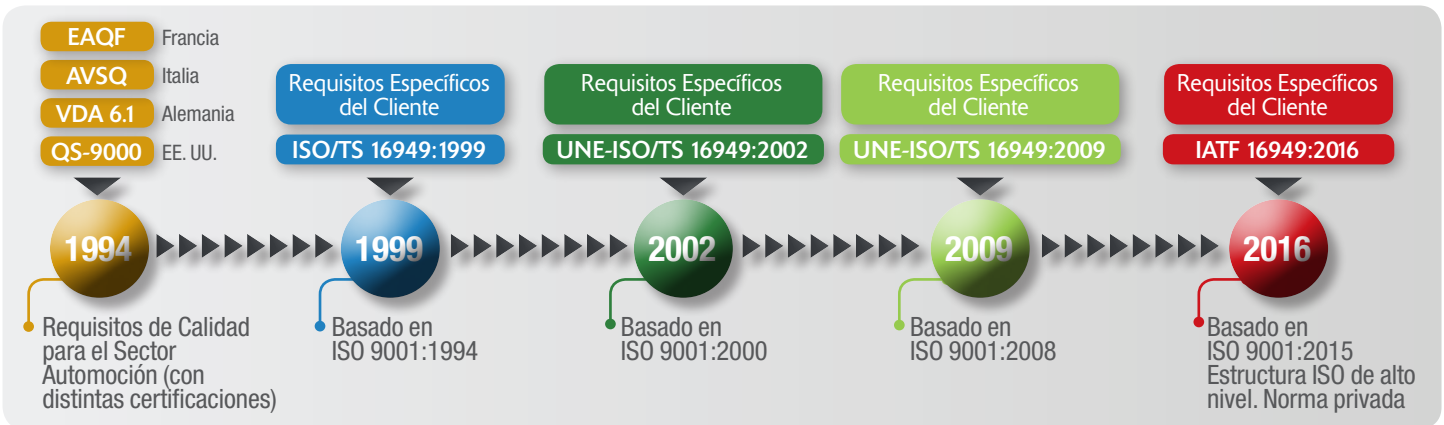 EAQF Francia
AVSQ Italia
VDA 6.1 Alemania
QS-9000 EE. UU.
1994
Requisitos de Calidad
para el Sector
Automoción (con
distintas certificaciones)
Requisitos Específicos
del Cliente
ISO/TS 16949:1999
1999
Basado en
ISO 9001:1994
Requisitos Específicos
del Cliente
UNE-ISO/TS 16949:2002
2002
Basado en
ISO 9001:2000
Requisitos Específicos
del Cliente
UNE-ISO/TS 16949:2009
2009
Basado en
ISO 9001:2008
Requisitos Específicos
del Cliente
IATF 16949:2016
2016
Basado en
ISO 9001:2015
Estructura ISO de alto
nivel. Norma privada